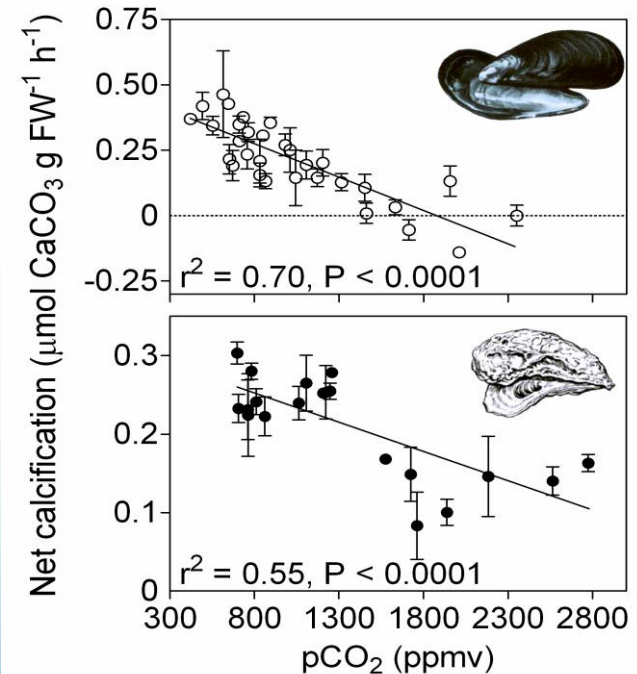 Net calcification (μmol CaCO₃ g FW⁻¹ h⁻¹)
0.75
0.50
0.25
0
-0.25
r² = 0.70, P < 0.0001
0.3
0.2
0.1
0
r² = 0.55, P < 0.0001
300 800 1300 1800 2300 2800
pCO₂ (ppmv)